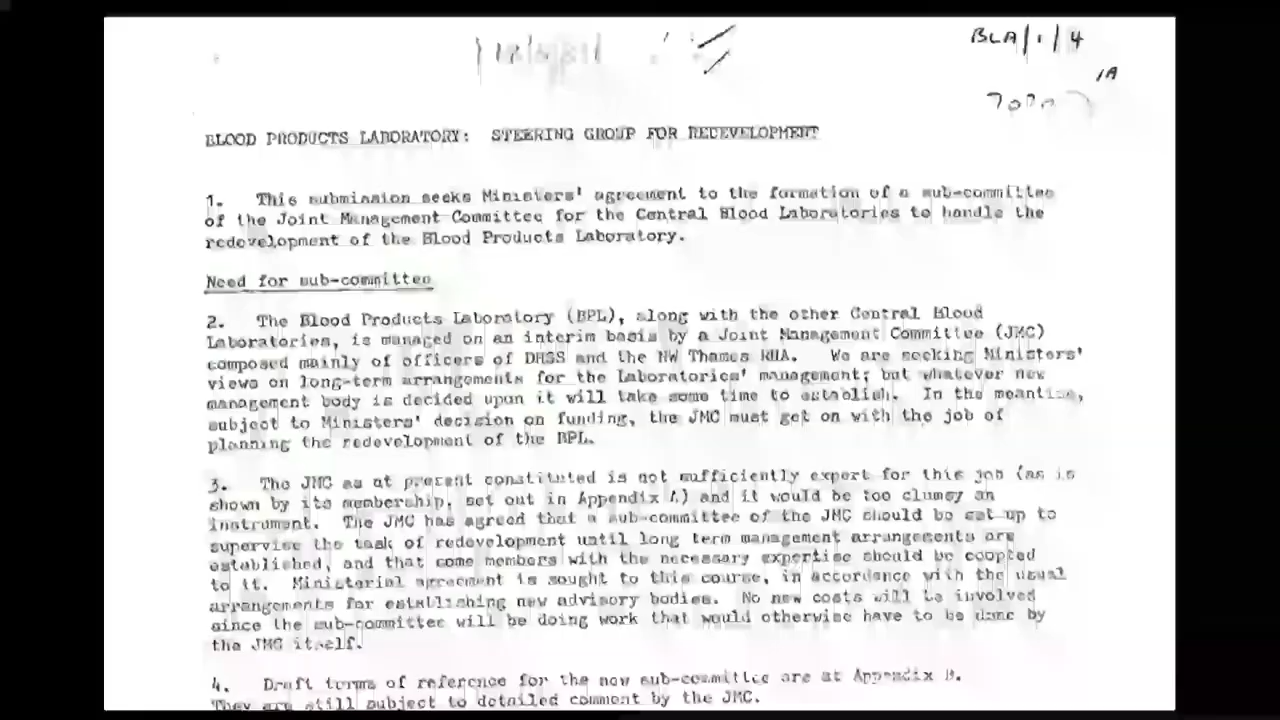 BLA/1/4
1A
BLOOD PRODUCTS LABORATORY: STEERING GROUP FOR REDEVELOPMENT
1. This submission seeks Ministers' agreement to the formation of a sub-committee
of the Joint Management Committee for the Central Blood Laboratories to handle the
redevelopment of the Blood Products Laboratory.
Need for sub-committee
2. The Blood Products Laboratory (BPL), along with the other Central Blood
Laboratories, is managed on an interim basis by a Joint Management Committee (JMC)
composed mainly of officers of DHSS and the NW Thames RHA. We are seeking Ministers'
views on long-term arrangements for the Laboratories' management; but whatever new
management body is decided upon it will take some time to establish. In the meantime,
subject to Ministers' decision on funding, the JMC must get on with the job of
planning the redevelopment of the BPL.
3. The JMC as at present constituted is not sufficiently expert for this job (as is
shown by its membership, set out in Appendix A) and it would be too clumsy an
instrument. The JMC has agreed that a sub-committee of the JMC should be set up to
supervise the task of redevelopment until long term management arrangements are
established, and that some members with the necessary expertise should be coopted
to it. Ministerial agreement is sought to this course, in accordance with the usual
arrangements for establishing new advisory bodies. No new costs will be involved
since the sub-committee will be doing work that would otherwise have to be done by
the JMC itself.
4. Draft terms of reference for the new sub-committee are at Appendix B.
They are still subject to detailed comment by the JMC.